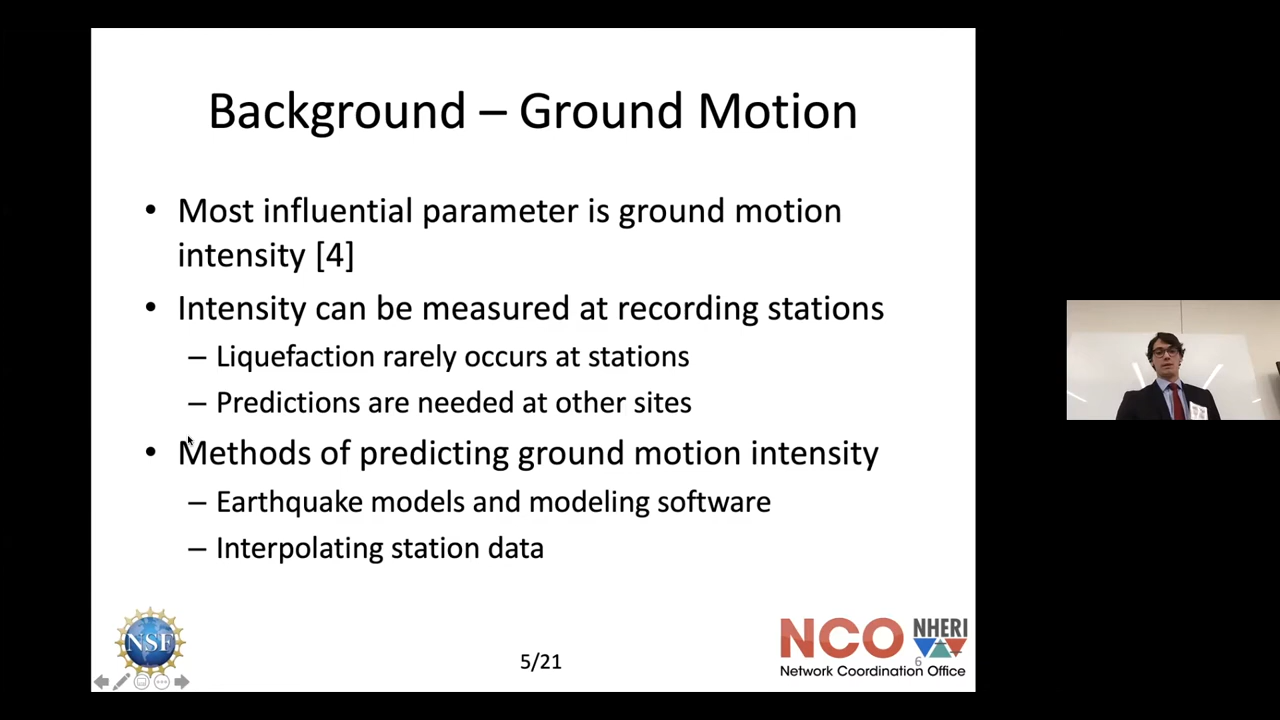 Background – Ground Motion
• Most influential parameter is ground motion
intensity [4]
• Intensity can be measured at recording stations
– Liquefaction rarely occurs at stations
– Predictions are needed at other sites
• Methods of predicting ground motion intensity
– Earthquake models and modeling software
– Interpolating station data
NSF
5/21
NCO NHERI
6
Network Coordination Office